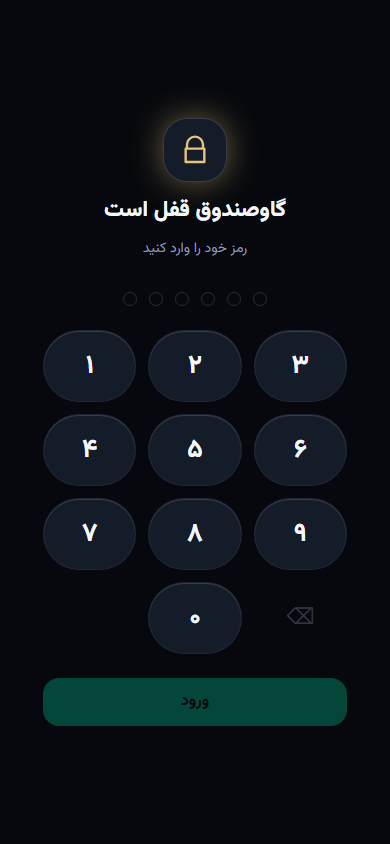 گاوصندوق قفل است
رمز خود را وارد کنید
۱ ۲ ۳
۴ ۵ ۶
۷ ۸ ۹
۰ ⌫
ورود